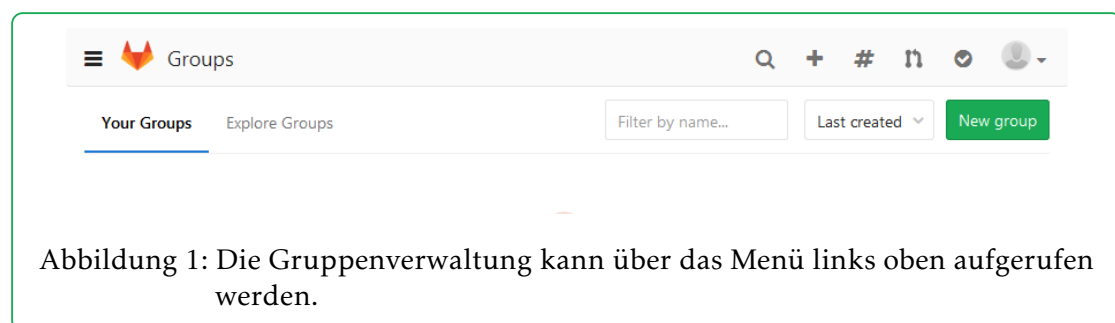 Groups
Your Groups Explore Groups Filter by name... Last created New group
Abbildung 1: Die Gruppenverwaltung kann über das Menü links oben aufgerufen
werden.